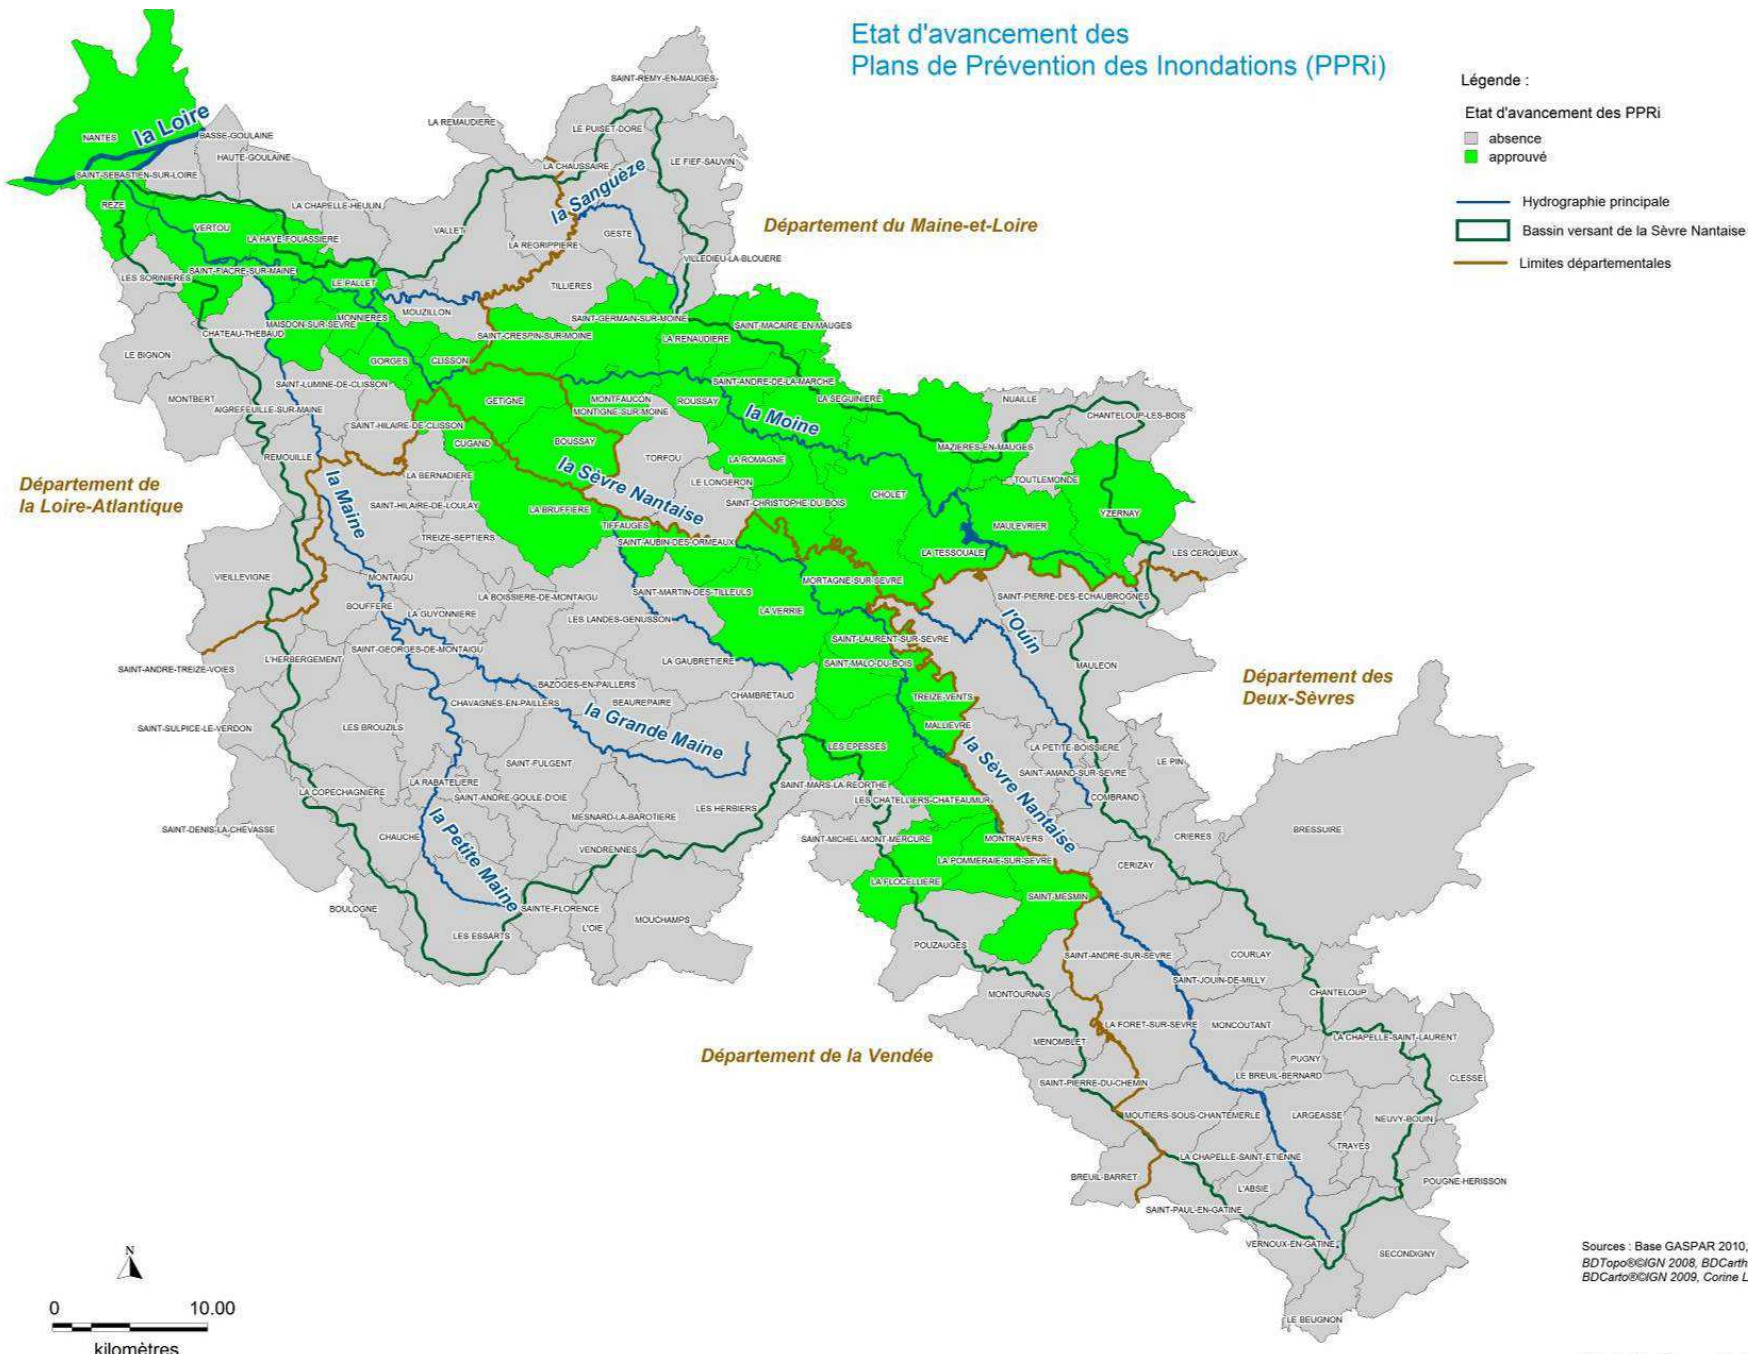 Etat d'avancement des
Plans de Prévention des Inondations (PPRi)
Légende :
Etat d'avancement des PPRi
absence
approuvé
Hydrographie principale
Bassin versant de la Sèvre Nantaise
Limites départementales
SAINT-REMY-EN-MAUGES
LA REMAUDIERE
LE PUISET-DORE
NANTES
la Loire
BASSE-GOULAINE
HAUTE-GOULAINE
LE FIEF-SAUVIN
LA CHAUSSAIRE
SAINT-SEBASTIEN-SUR-LOIRE
la Sanguèze
REZE
LA CHAPELLE-HEULIN
VERTOU
VALLET
GESTE
Département du Maine-et-Loire
LA HAYE-FOUASSIERE
LA REGRIPPIERE
VILLEDIEU-LA-BLOUERE
SAINT-FIACRE-SUR-MAINE
LES SORINIERES
LE PALLET
TILLIERES
MOUZILLON
MONNIERES
SAINT-GERMAIN-SUR-MOINE
MAISDON-SUR-SEVRE
SAINT-MACAIRE-EN-MAUGES
CHATEAU-THEBAUD
SAINT-CRESPIN-SUR-MOINE
LA RENAUDIERE
LE BIGNON
GORGES
CLISSON
SAINT-LUMINE-DE-CLISSON
SAINT-ANDRE-DE-LA-MARCHE
MONTBERT
GETIGNE
MONTFAUCON
ROUSSAY
LA SEGUINIERE
NUAILLE
AIGREFEUILLE-SUR-MAINE
MONTIGNE-SUR-MOINE
la Moine
CHANTELOUP-LES-BOIS
SAINT-HILAIRE-DE-CLISSON
CUGAND
BOUSSAY
MAZIERES-EN-MAUGES
REMOUILLE
TORFOU
LA ROMAGNE
la Maine
LA BERNADIERE
la Sèvre Nantaise
LE LONGERON
TOUTLEMONDE
Département de
la Loire-Atlantique
SAINT-HILAIRE-DE-LOULAY
LA BRUFFIERE
SAINT-CHRISTOPHE-DU-BOIS
CHOLET
YZERNAY
TIFFAUGES
MAULEVRIER
TREIZE-SEPTIERS
SAINT-AUBIN-DES-ORMEAUX
LA TESSOUALE
LES CERQUEUX
VIEILLEVIGNE
MONTAIGU
MORTAGNE-SUR-SEVRE
SAINT-MARTIN-DES-TILLEULS
LA BOISSIERE-DE-MONTAIGU
SAINT-PIERRE-DES-ECHAUBROGNES
BOUFFERE
LA GUYONNIERE
LA VERRIE
LES LANDES-GENUSSON
l'Ouin
SAINT-LAURENT-SUR-SEVRE
SAINT-GEORGES-DE-MONTAIGU
L'HERBERGEMENT
LA GAUBRETIERE
SAINT-MALO-DU-BOIS
MAULEON
SAINT-ANDRE-TREIZE-VOIES
Département des
Deux-Sèvres
BAZOGES-EN-PAILLERS
CHAMBRETAUD
TREIZE-VENTS
CHAVAGNES-EN-PAILLERS
BEAUREPAIRE
SAINT-SULPICE-LE-VERDON
LES BROUZILS
la Grande Maine
MALLIEVRE
LES EPESSES
la Sèvre Nantaise
LA PETITE-BOISSIERE
LE PIN
SAINT-FULGENT
SAINT-AMAND-SUR-SEVRE
LA RABATELIERE
SAINT-MARS-LA-REORTHE
LA COPECHAGNIERE
SAINT-ANDRE-GOULE-D'OIE
LES CHATELLIERS-CHATEAUMUR
COMBRAND
LES HERBIERS
MESNARD-LA-BAROTIERE
SAINT-DENIS-LA-CHEVASSE
CHAUCHE
la Petite Maine
SAINT-MICHEL-MONT-MERCURE
MONTRAVERS
CRIERES
BRESSUIRE
VENDRENNES
LA POMMERAIE-SUR-SEVRE
CERIZAY
LA FLOCELLIERE
SAINT-MESMIN
BOULOGNE
SAINTE-FLORENCE
L'OIE
MOUCHAMPS
LES ESSARTS
POUZAUGES
SAINT-ANDRE-SUR-SEVRE
COURLAY
SAINT-JOUIN-DE-MILLY
MONTOURNAIS
CHANTELOUP
LA FORET-SUR-SEVRE
MONCOUTANT
LA CHAPELLE-SAINT-LAURENT
Département de la Vendée
MENOMBLET
PUGNY
LE BREUIL-BERNARD
CLESSE
SAINT-PIERRE-DU-CHEMIN
MOUTIERS-SOUS-CHANTEMERLE
LARGEASSE
NEUVY-BOUIN
TRAYES
LA CHAPELLE-SAINT-ETIENNE
BREUIL-BARRET
L'ABSIE
POUGNE-HERISSON
SAINT-PAUL-EN-GATINE
VERNOUX-EN-GATINE
SECONDIGNY
LE BEUGNON
N
0 10.00
kilomètres
Sources : Base GASPAR 2010,
BDTopo®©IGN 2008, BDCarth
BDCarto®©IGN 2009, Corine L